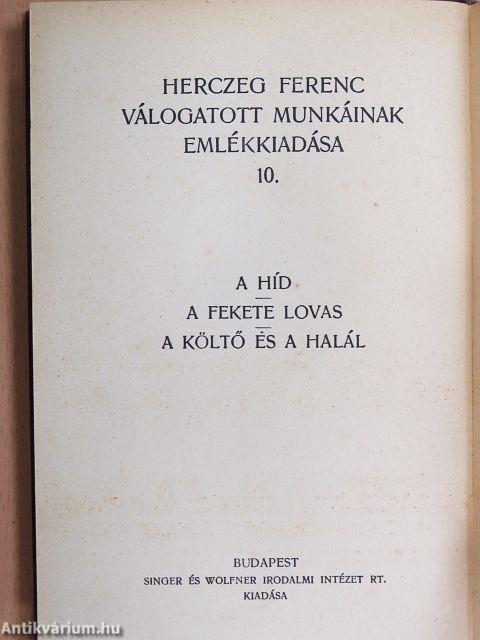 HERCZEG FERENC
VÁLOGATOTT MUNKÁINAK
EMLÉKKIADÁSA
10.
A HÍD
A FEKETE LOVAS
A KÖLTŐ ÉS A HALÁL
BUDAPEST
SINGER ÉS WOLFNER IRODALMI INTÉZET RT.
KIADÁSA
Antikvárium.hu